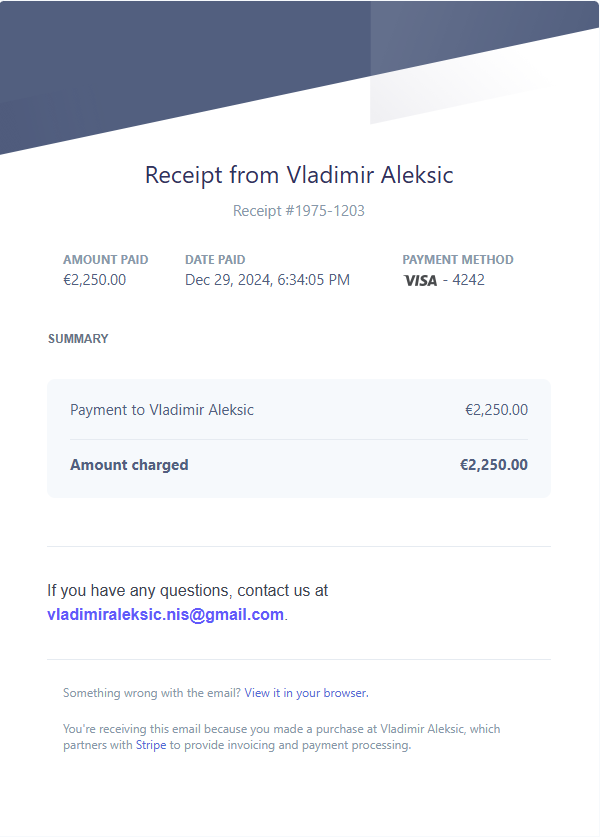 Receipt from Vladimir Aleksic
Receipt #1975-1203
AMOUNT PAID DATE PAID PAYMENT METHOD
€2,250.00 Dec 29, 2024, 6:34:05 PM VISA - 4242
SUMMARY
Payment to Vladimir Aleksic €2,250.00
Amount charged €2,250.00
If you have any questions, contact us at
vladimiraleksic.nis@gmail.com.
Something wrong with the email? View it in your browser.
You're receiving this email because you made a purchase at Vladimir Aleksic, which
partners with Stripe to provide invoicing and payment processing.